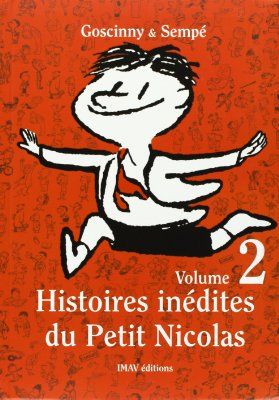 Goscinny & Sempé
Volume 2
Histoires inédites
du Petit Nicolas
IMAV éditions